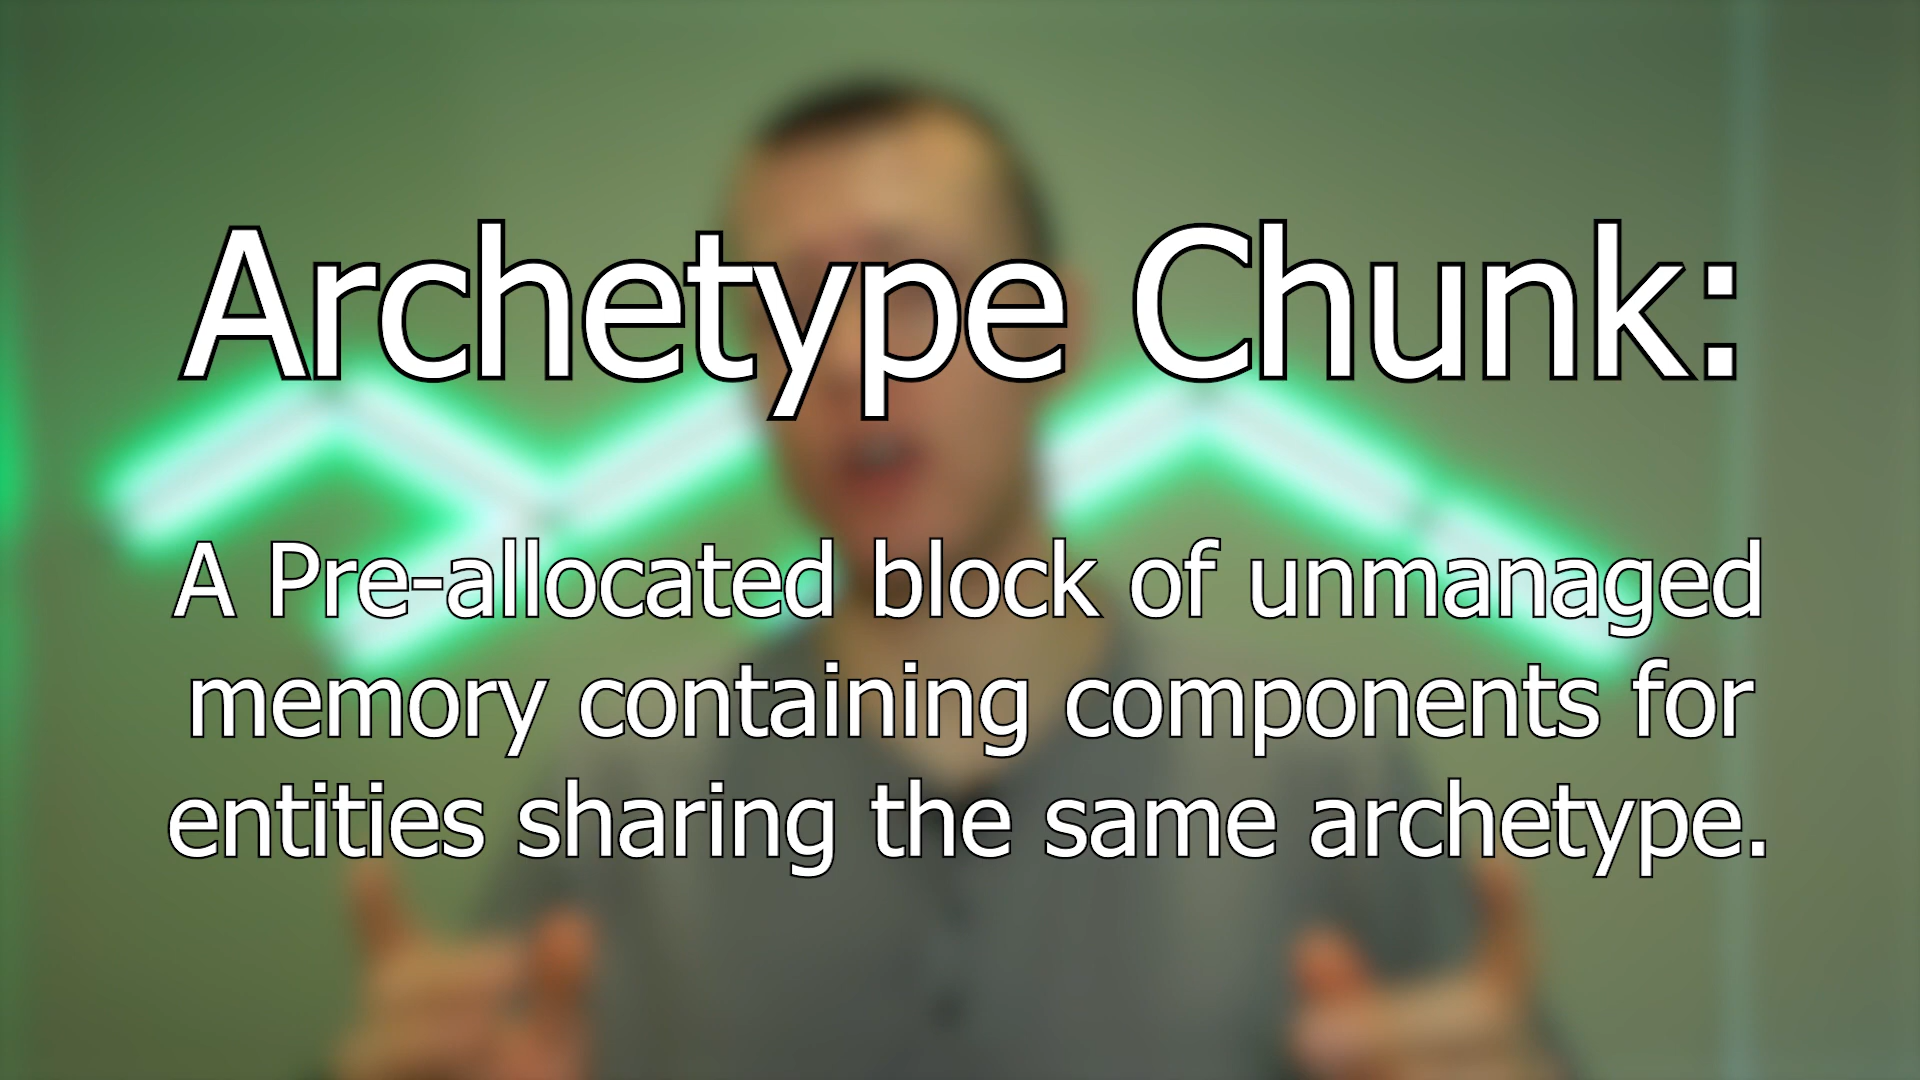 Archetype Chunk:
A Pre-allocated block of unmanaged
memory containing components for
entities sharing the same archetype.